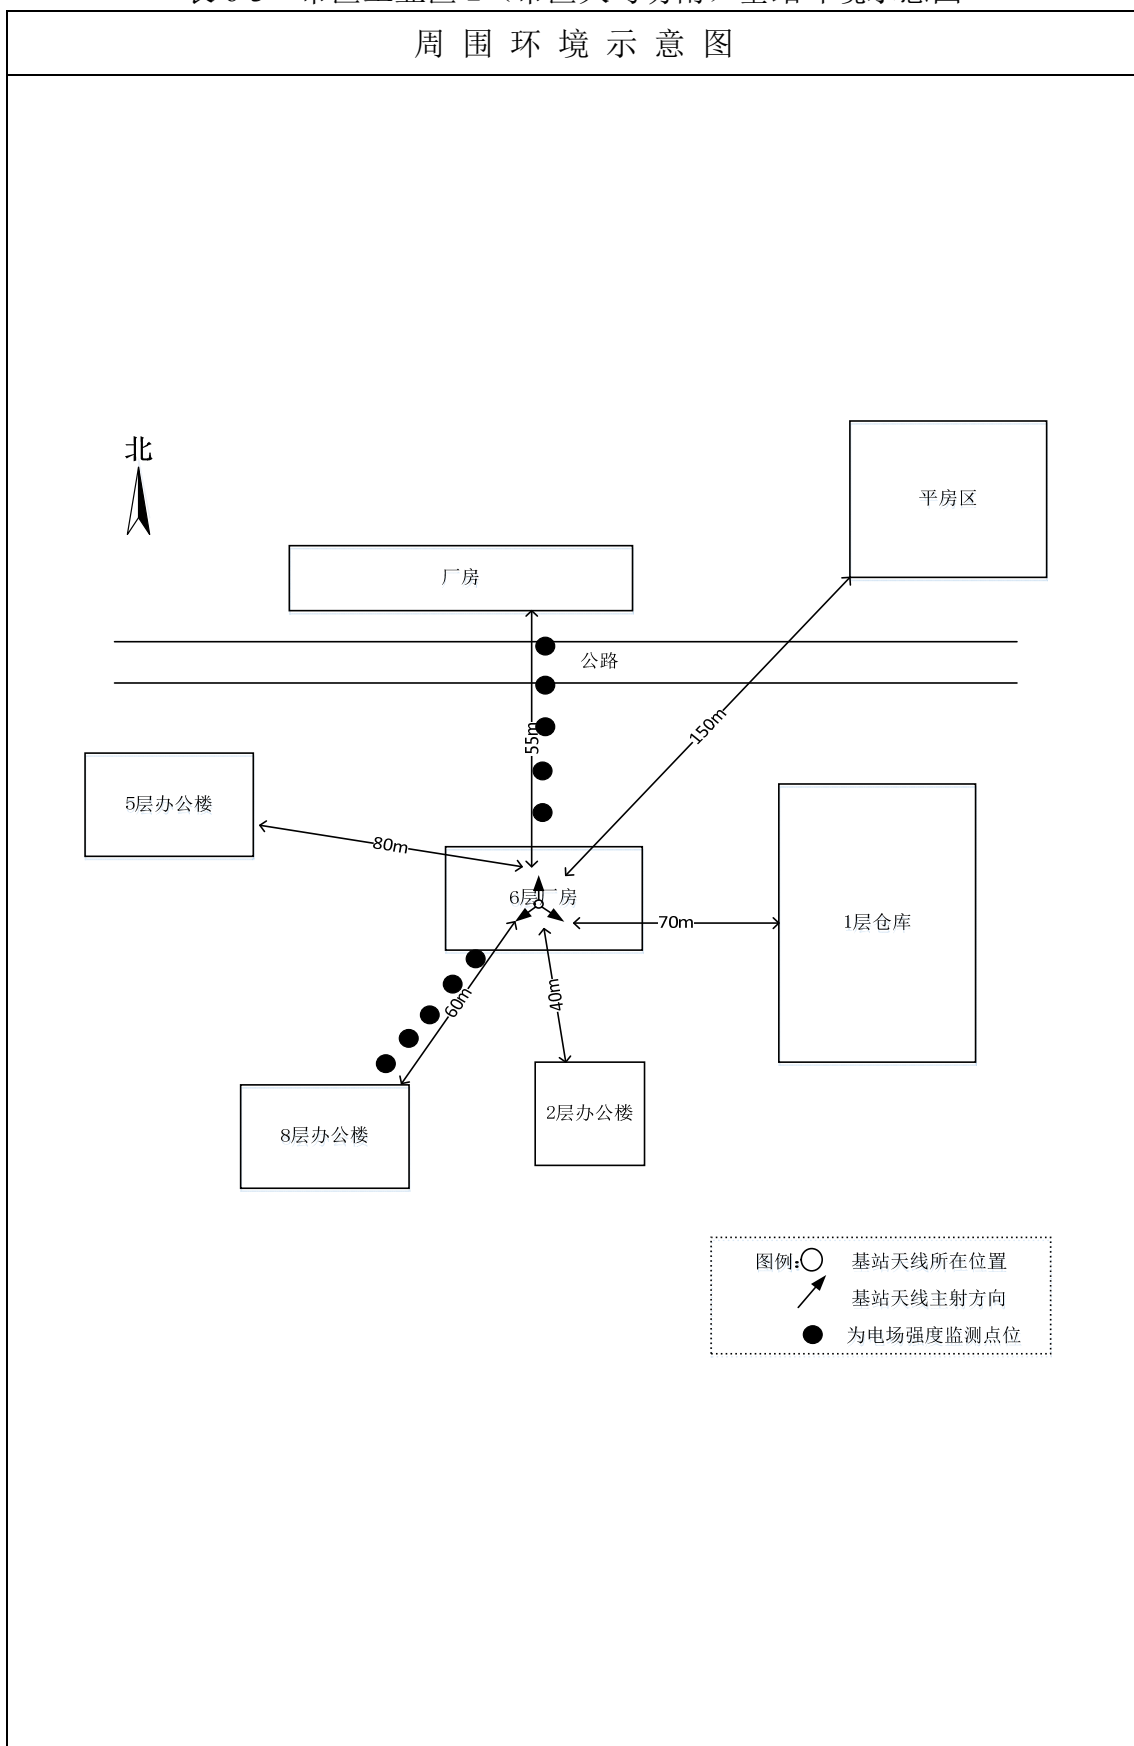 周围环境示意图
北
平房区
厂房
公路
150m
55m
5层办公楼
80m
6层厂房
70m
1层仓库
60m
40m
2层办公楼
8层办公楼
图例: 基站天线所在位置
基站天线主射方向
为电场强度监测点位